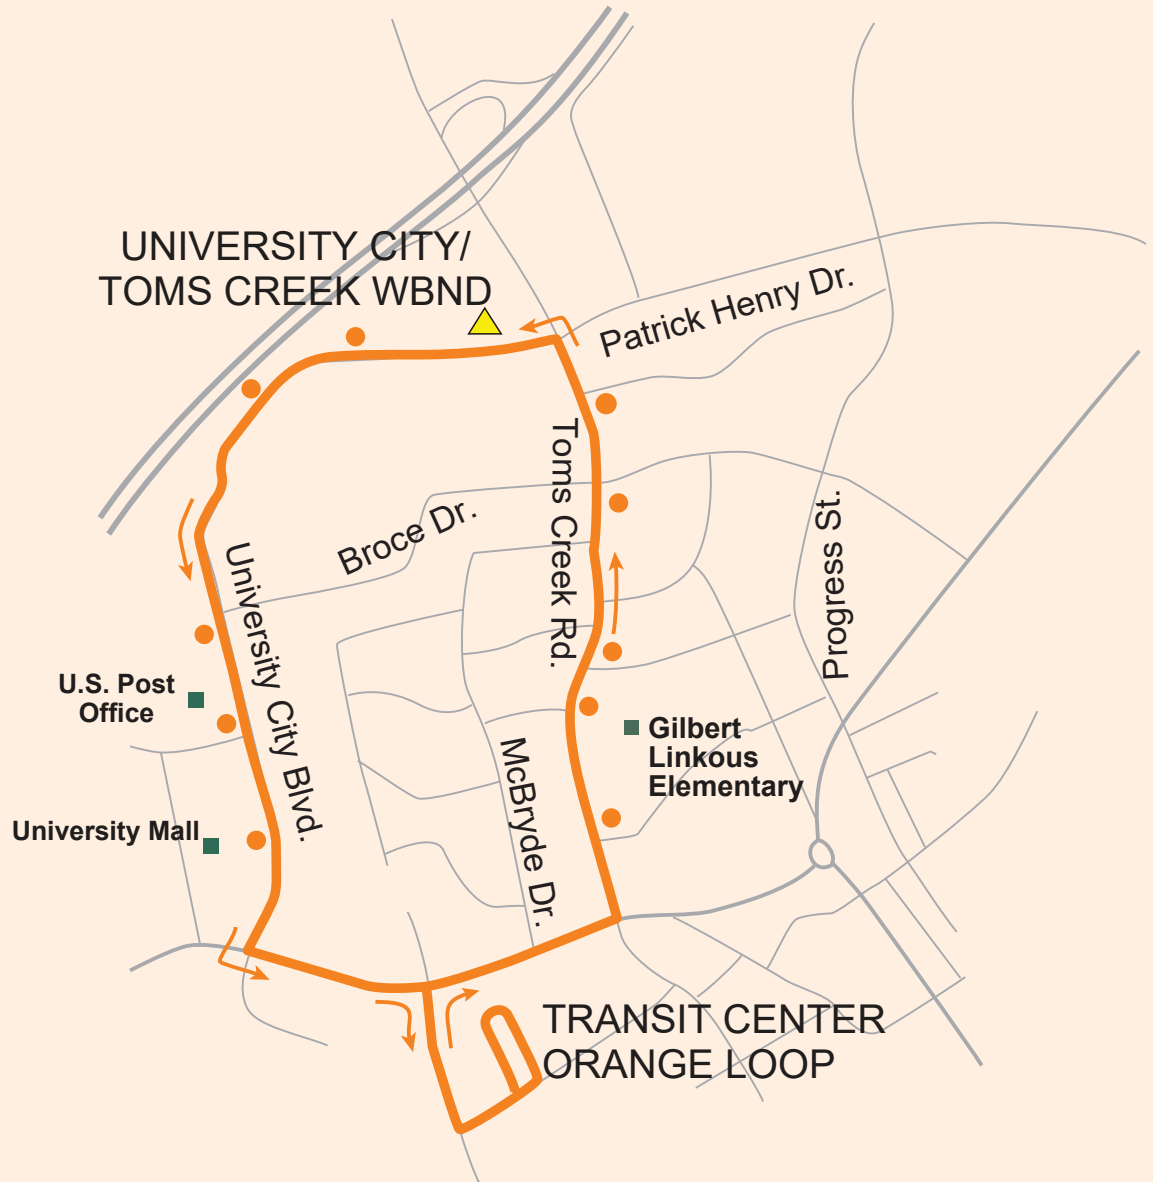 UNIVERSITY CITY/
TOMS CREEK WBND
Patrick Henry Dr.
Toms Creek Rd.
Broce Dr.
Progress St.
University City Blvd.
U.S. Post
Office
Gilbert
Linkous
Elementary
McBryde Dr.
University Mall
TRANSIT CENTER
ORANGE LOOP